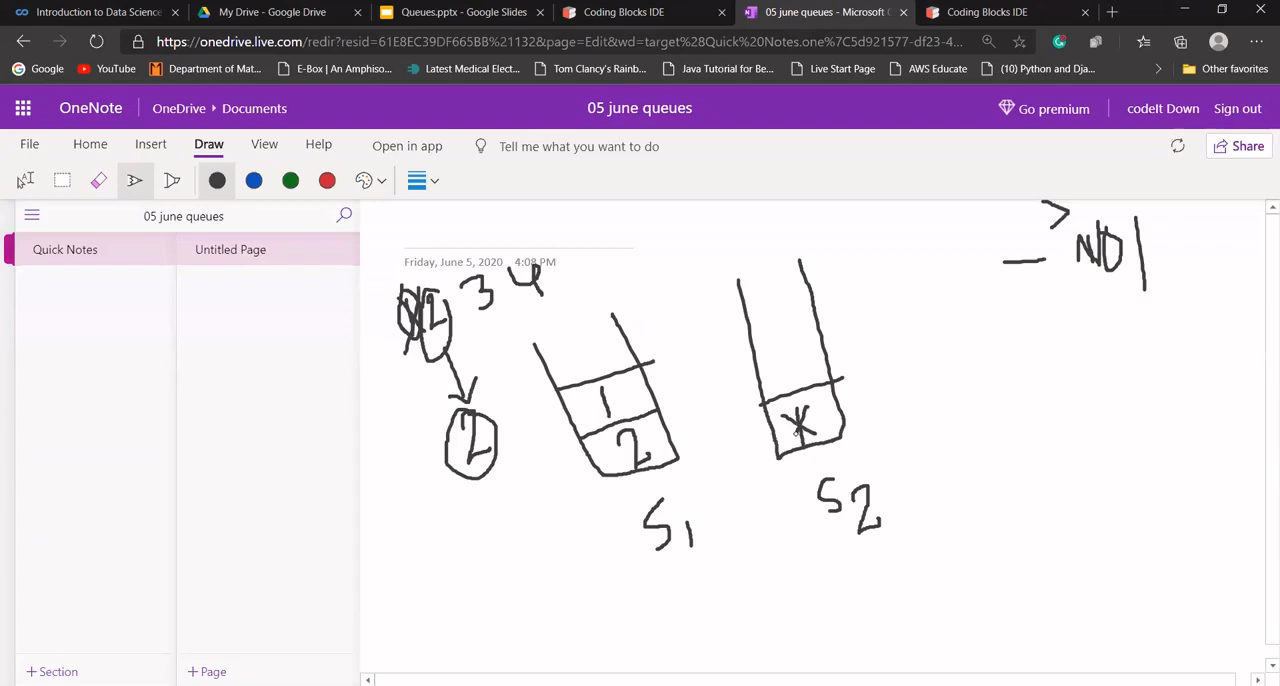 Introduction to Data Science
My Drive - Google Drive
Queues.pptx - Google Slides
Coding Blocks IDE
05 june queues - Microsoft O
Coding Blocks IDE
https://onedrive.live.com/redir?resid=61E8EC39DF665BB%21132&page=Edit&wd=target%28Quick%20Notes.one%7C5d921577-df23-4...
Google
YouTube
Department of Mat...
E-Box | An Amphiso...
Latest Medical Elect...
Tom Clancy's Rainb...
Java Tutorial for Be...
Live Start Page
AWS Educate
(10) Python and Dja...
Other favorites
OneNote
OneDrive › Documents
05 june queues
Go premium
codeIt Down
Sign out
File
Home
Insert
Draw
View
Help
Open in app
Tell me what you want to do
Share
05 june queues
Quick Notes
Untitled Page
Friday, June 5, 2020 4:08 PM
2 3 4
2
1
2
S1
S2
+ Section
+ Page